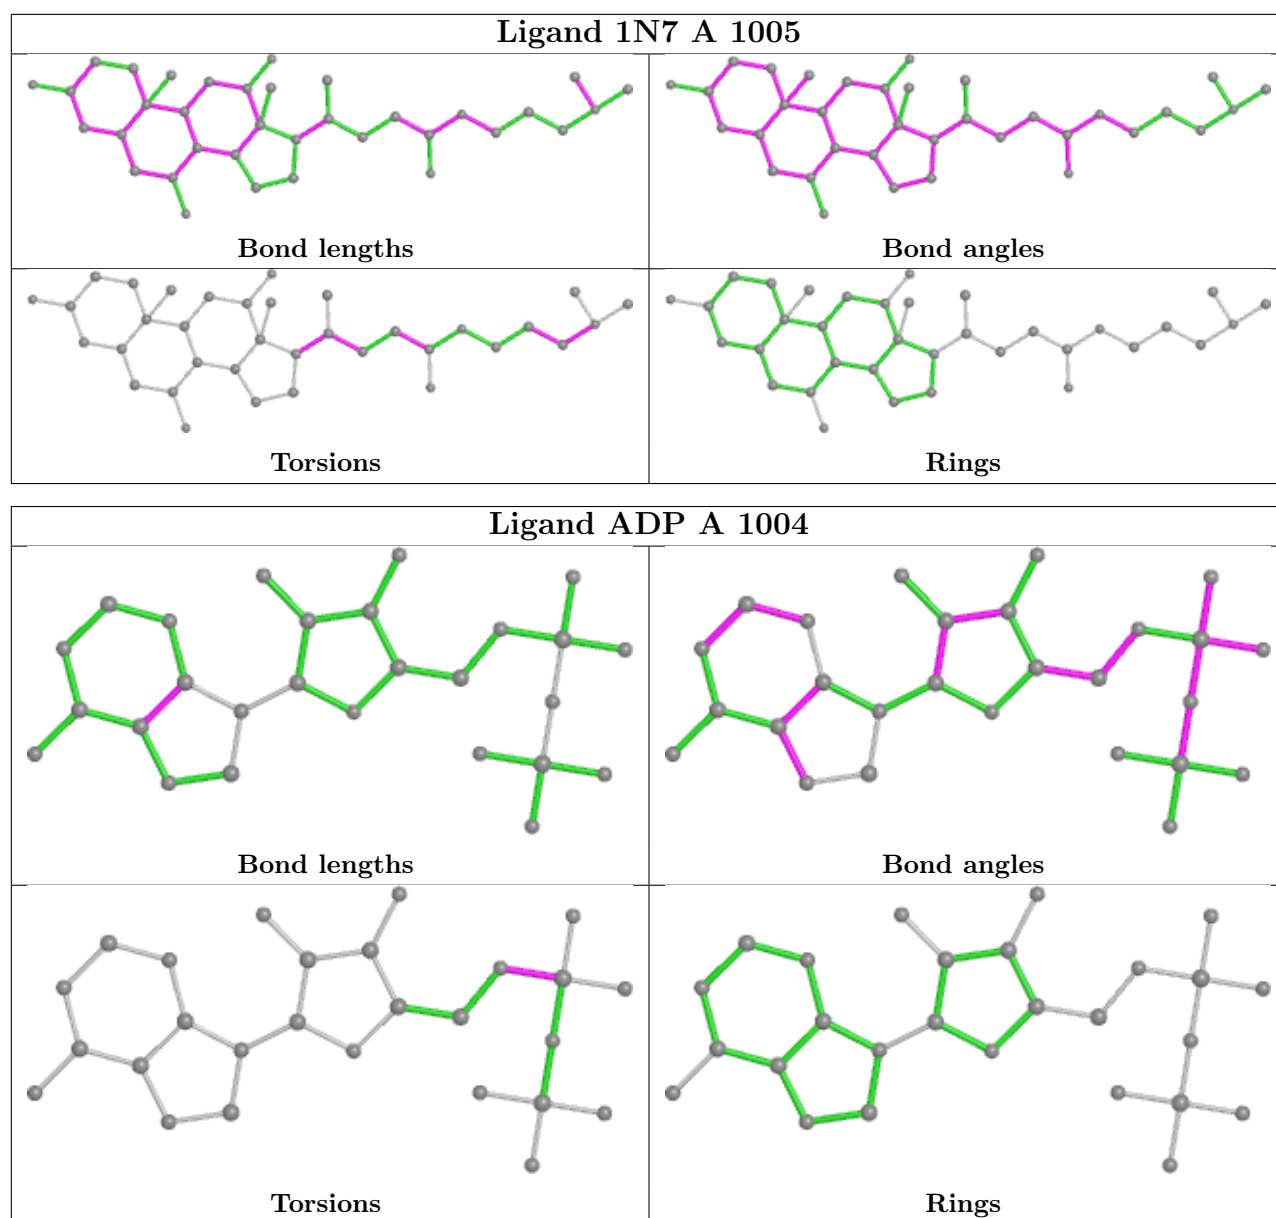 Ligand 1N7 A 1005
Bond lengths
Bond angles
Torsions
Rings
Ligand ADP A 1004
Bond lengths
Bond angles
Torsions
Rings